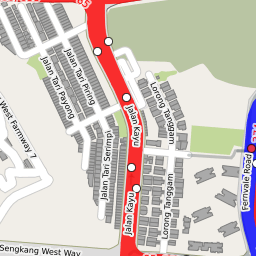 Jalan Tari Piring
Jalan Tari Payong
Lorong Tanggam
Jalan Kayu
West Farmway 7
Jalan Tari Serimpi
Fernvale Road
Jalan Kayu
Lorong Tanggam
Sengkang West Way